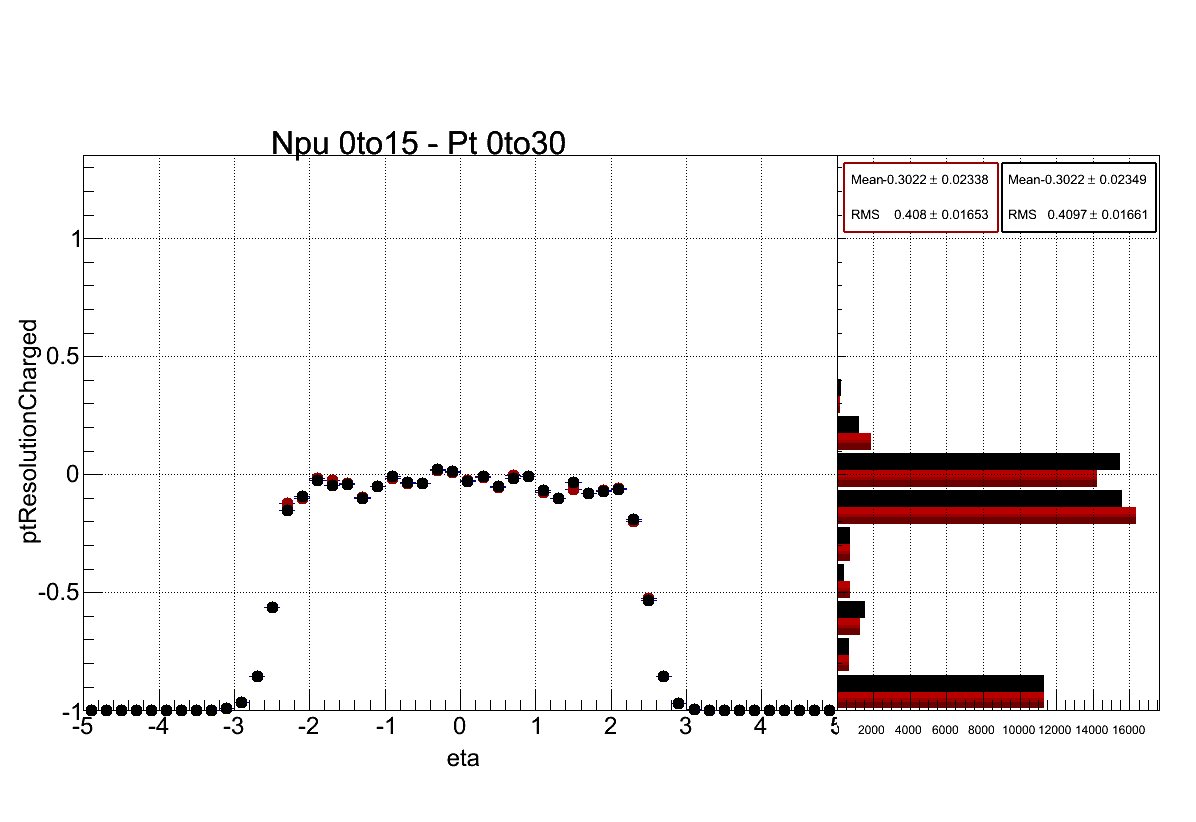 Npu 0to15 - Pt 0to30
Mean-0.3022 ± 0.02338
RMS 0.408 ± 0.01653
Mean-0.3022 ± 0.02349
RMS 0.4097 ± 0.01661
ptResolutionCharged
1
0.5
0
-0.5
-1
-5 -4 -3 -2 -1 0 1 2 3 4 5
2000 4000 6000 8000 10000 12000 14000 16000
eta